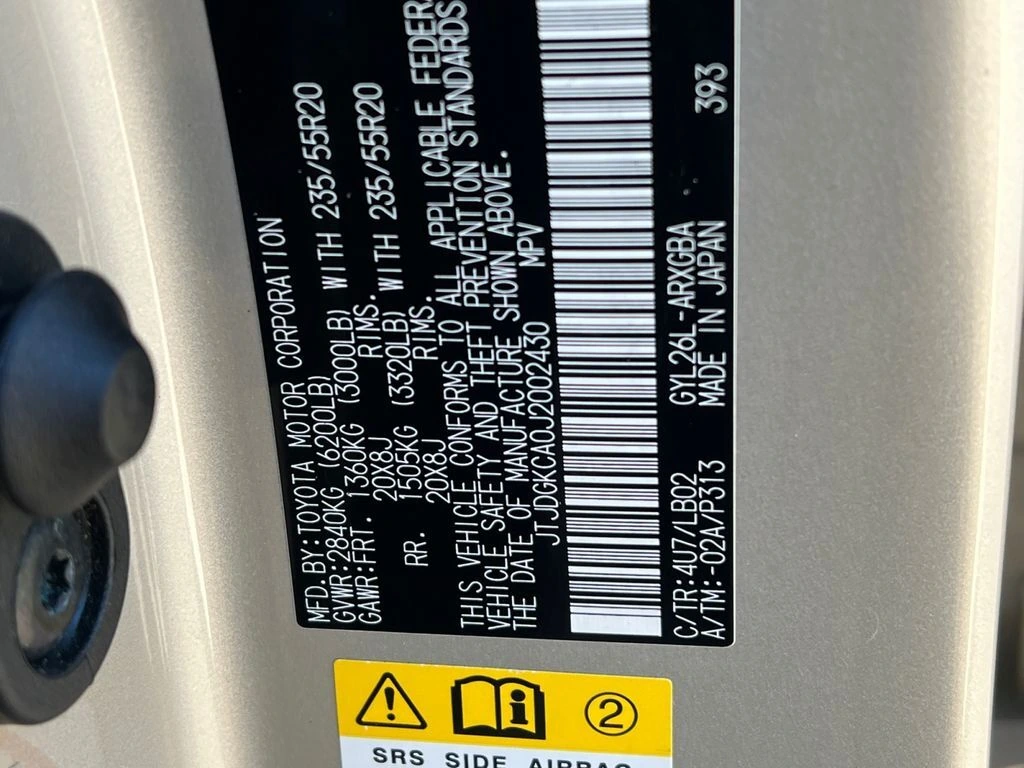 MFD.BY:TOYOTA MOTOR CORPORATION
GVWR:2840KG (6200LB)
GAWR:FRT. 1360KG (3000LB) WITH 235/55R20
20X8J RIMS.
RR. 1505KG (3320LB) WITH 235/55R20
20X8J RIMS.
THIS VEHICLE CONFORMS TO ALL APPLICABLE FEDER
VEHICLE SAFETY AND THEFT PREVENTION STANDARDS
THE DATE OF MANUFACTURE SHOWN ABOVE.
JTJDGKCA0J2002430 MPV
C/TR:4U7/LB02 GYL26L-ARXGBA 393
A/TM:-02A/P313 MADE IN JAPAN
2
SRS SIDE AIRBAG